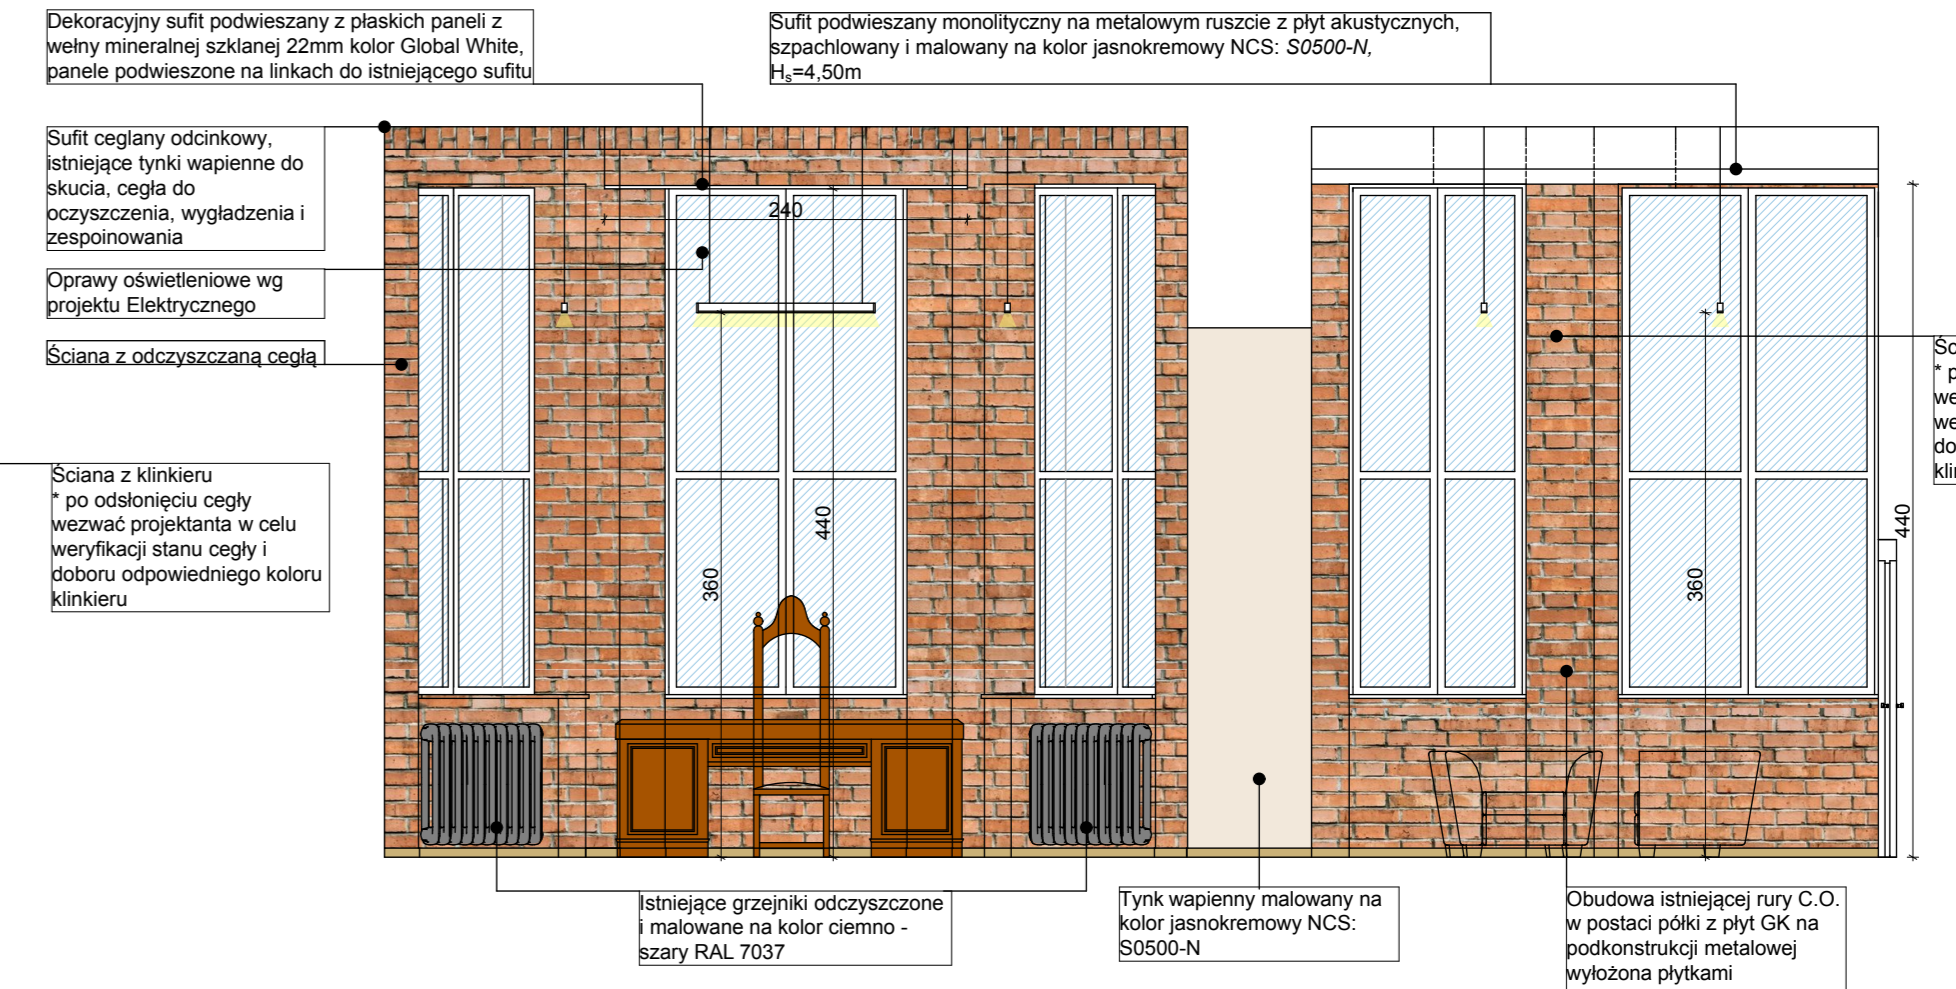 Dekoracyjny sufit podwieszany z płaskich paneli z
wełny mineralnej szklanej 22mm kolor Global White,
panele podwieszone na linkach do istniejącego sufitu
Sufit podwieszany monolityczny na metalowym ruszcie z płyt akustycznych,
szpachlowany i malowany na kolor jasnokremowy NCS: S0500-N,
Hs=4,50m
Sufit ceglany odcinkowy,
istniejące tynki wapienne do
skucia, cegła do
oczyszczenia, wygładzenia i
zespoinowania
Oprawy oświetleniowe wg
projektu Elektrycznego
Ściana z odczyszczaną cegłą
Ściana z klinkieru
* po odsłonięciu cegły
wezwać projektanta w celu
weryfikacji stanu cegły i
doboru odpowiedniego koloru
klinkieru
240
360
440
360
440
Istniejące grzejniki odczyszczone
i malowane na kolor ciemno -
szary RAL 7037
Tynk wapienny malowany na
kolor jasnokremowy NCS:
S0500-N
Obudowa istniejącej rury C.O.
w postaci półki z płyt GK na
podkonstrukcji metalowej
wyłożona płytkami